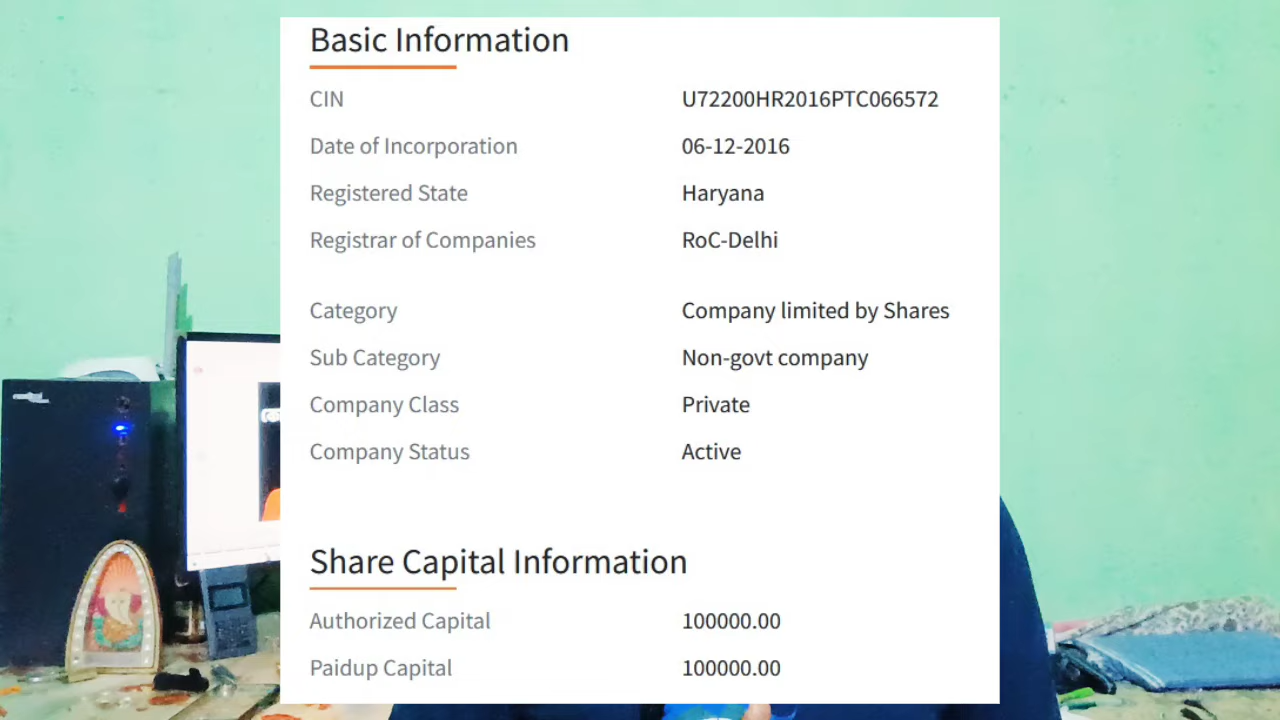 Basic Information
CIN U72200HR2016PTC066572
Date of Incorporation 06-12-2016
Registered State Haryana
Registrar of Companies RoC-Delhi
Category Company limited by Shares
Sub Category Non-govt company
Company Class Private
Company Status Active
Share Capital Information
Authorized Capital 100000.00
Paidup Capital 100000.00